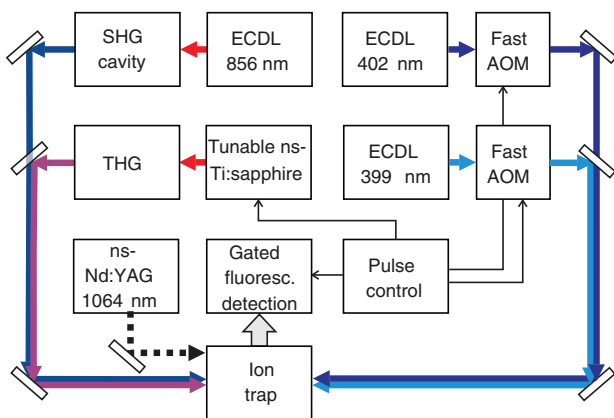 SHG
cavity
ECDL
856 nm
ECDL
402 nm
Fast
AOM
THG
Tunable ns-
Ti:sapphire
ECDL
399 nm
Fast
AOM
ns-
Nd:YAG
1064 nm
Gated
fluoresc.
detection
Pulse
control
Ion
trap